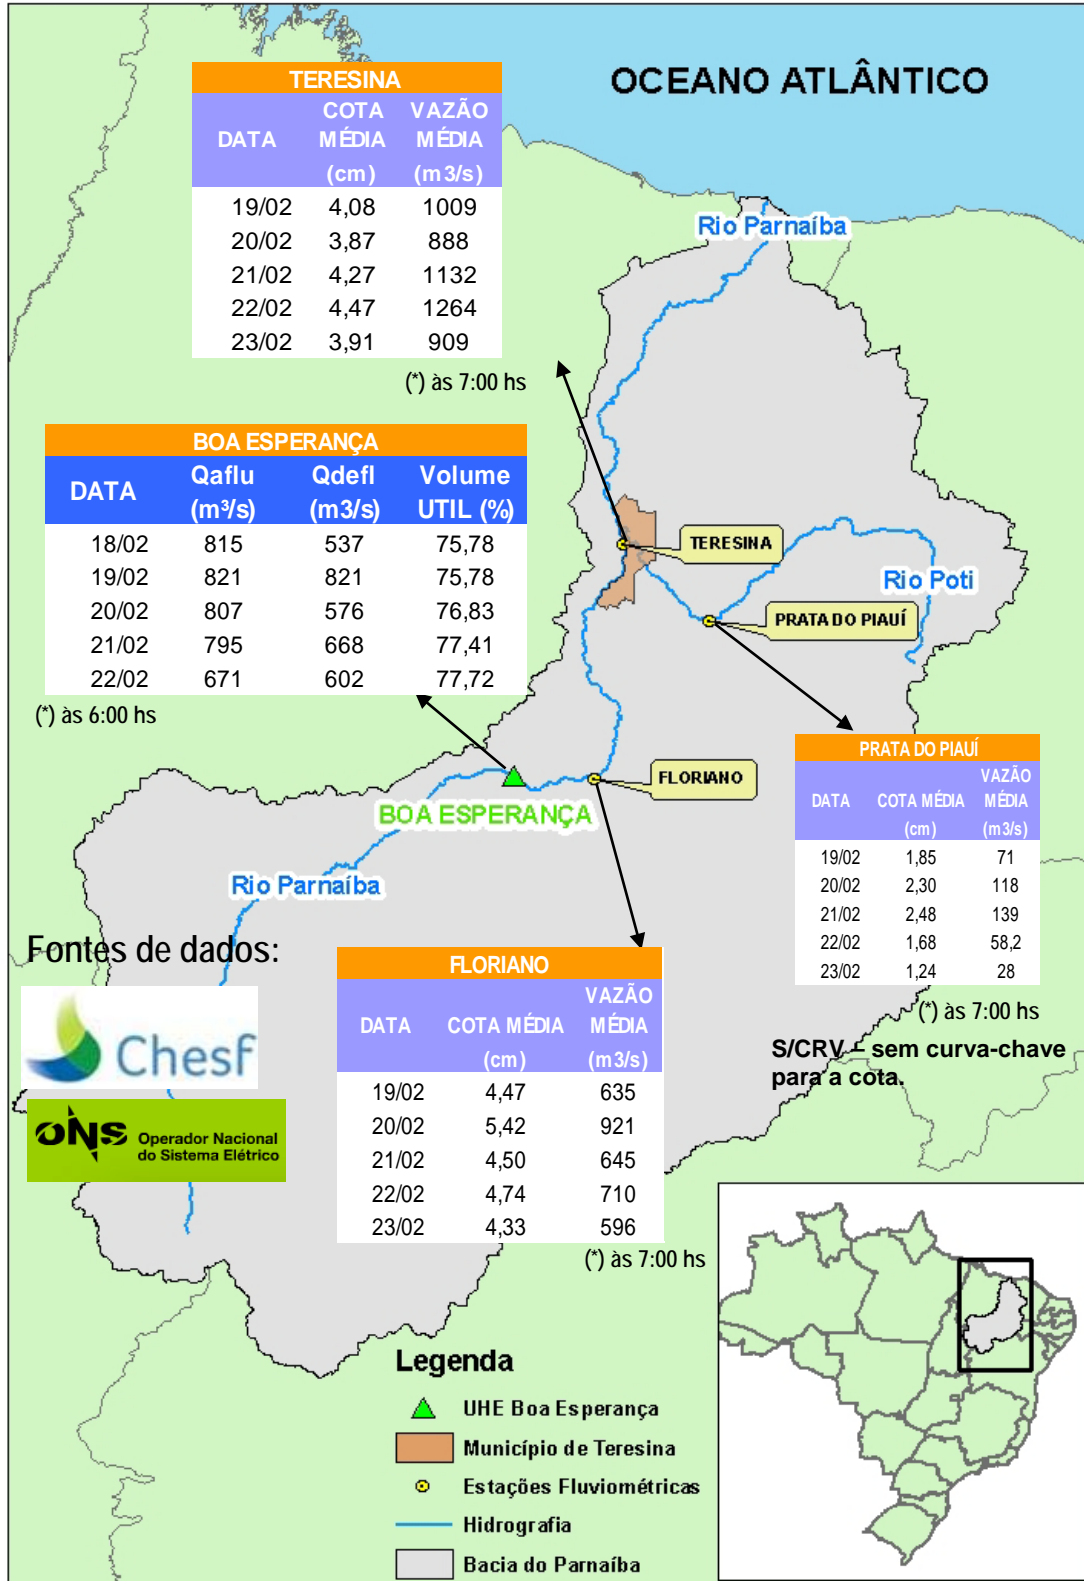 OCEANO ATLÂNTICO
TERESINA
DATA COTA MÉDIA (cm) VAZÃO MÉDIA (m3/s)
19/02 4,08 1009
20/02 3,87 888
21/02 4,27 1132
22/02 4,47 1264
23/02 3,91 909
(*) às 7:00 hs
Rio Parnaíba
BOA ESPERANÇA
DATA Qaflu (m³/s) Qdefl (m3/s) Volume UTIL (%)
18/02 815 537 75,78
19/02 821 821 75,78
20/02 807 576 76,83
21/02 795 668 77,41
22/02 671 602 77,72
(*) às 6:00 hs
TERESINA
Rio Poti
PRATA DO PIAUÍ
FLORIANO
BOA ESPERANÇA
Rio Parnaíba
PRATA DO PIAUÍ
DATA COTA MÉDIA (cm) VAZÃO MÉDIA (m3/s)
19/02 1,85 71
20/02 2,30 118
21/02 2,48 139
22/02 1,68 58,2
23/02 1,24 28
(*) às 7:00 hs
S/CRV – sem curva-chave
para a cota.
Fontes de dados:
Chesf
ONS Operador Nacional
do Sistema Elétrico
FLORIANO
DATA COTA MÉDIA (cm) VAZÃO MÉDIA (m3/s)
19/02 4,47 635
20/02 5,42 921
21/02 4,50 645
22/02 4,74 710
23/02 4,33 596
(*) às 7:00 hs
Legenda
UHE Boa Esperança
Município de Teresina
Estações Fluviométricas
Hidrografia
Bacia do Parnaíba